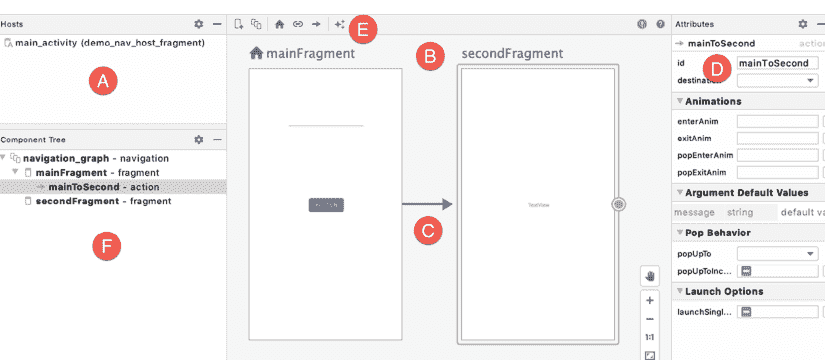 Hosts
main_activity (demo_nav_host_fragment)
A
Component Tree
navigation_graph - navigation
mainFragment - fragment
mainToSecond - action
secondFragment - fragment
F
E
B
mainFragment
secondFragment
TextView
C
1:1
Attributes
mainToSecond action
id mainToSecond
D
destination
Animations
enterAnim
exitAnim
popEnterAnim
popExitAnim
Argument Default Values
message string default va
Pop Behavior
popUpTo
popUpToInc...
Launch Options
launchSingl...